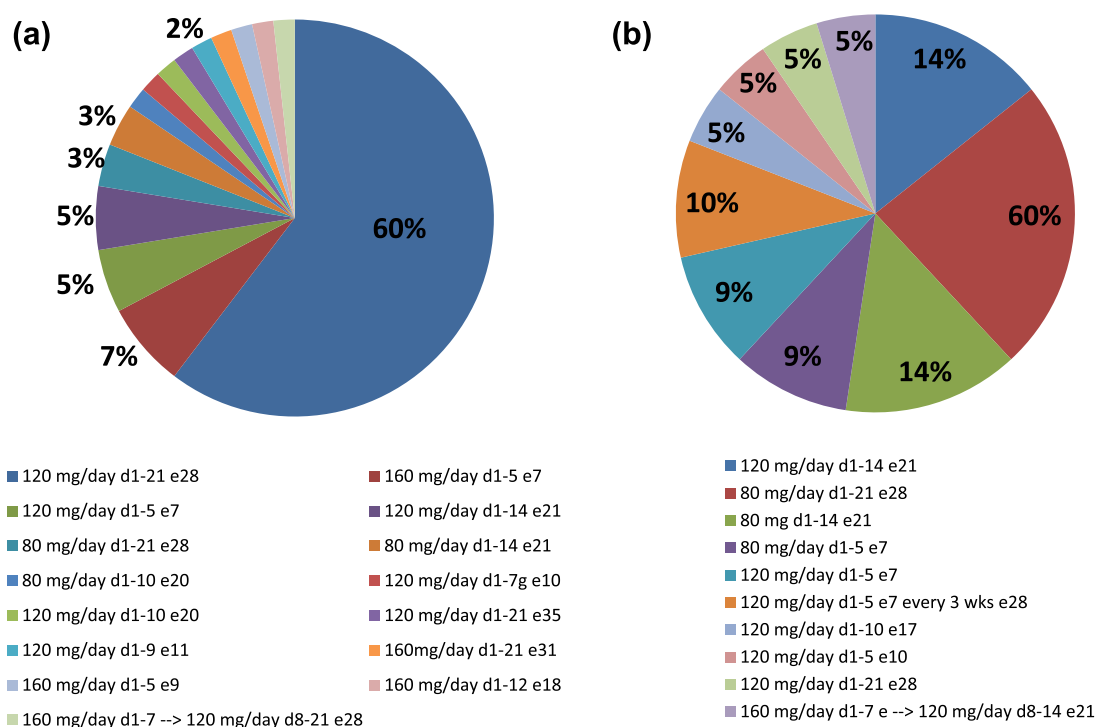 (a)
2%
3%
3%
5%
5%
7%
60%
120 mg/day d1-21 e28
160 mg/day d1-5 e7
120 mg/day d1-5 e7
120 mg/day d1-14 e21
80 mg/day d1-21 e28
80 mg/day d1-14 e21
80 mg/day d1-10 e20
120 mg/day d1-7g e10
120 mg/day d1-10 e20
120 mg/day d1-21 e35
120 mg/day d1-9 e11
160mg/day d1-21 e31
160 mg/day d1-5 e9
160 mg/day d1-12 e18
160 mg/day d1-7 --> 120 mg/day d8-21 e28
(b)
5%
14%
5%
5%
5%
10%
60%
9%
9%
14%
120 mg/day d1-14 e21
80 mg/day d1-21 e28
80 mg d1-14 e21
80 mg/day d1-5 e7
120 mg/day d1-5 e7
120 mg/day d1-5 e7 every 3 wks e28
120 mg/day d1-10 e17
120 mg/day d1-5 e10
120 mg/day d1-21 e28
160 mg/day d1-7 e --> 120 mg/day d8-14 e21